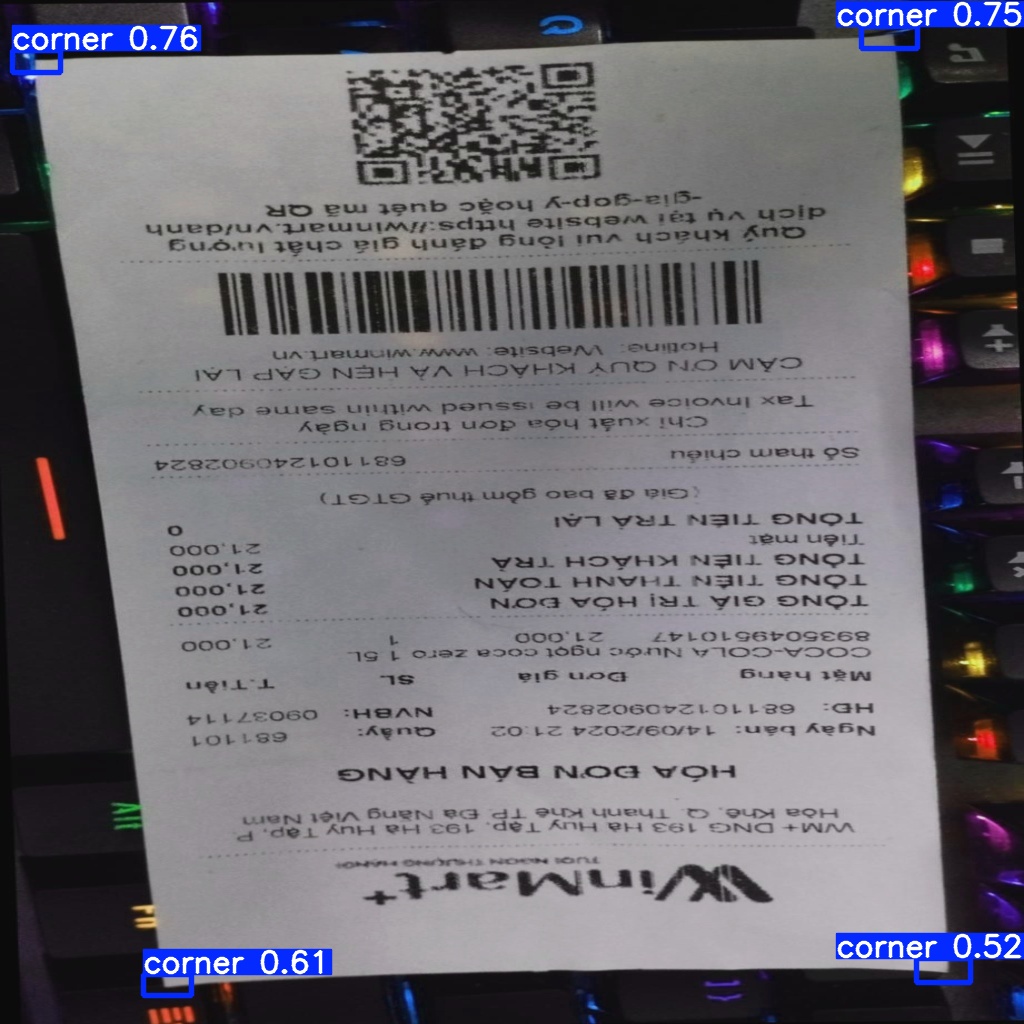 corner 0.76
corner 0.75
WinMart+
TƯƠI NGON THƯỢNG HẠNG!
WM+ DNG 193 Hà Huy Tập, 193 Hà Huy Tập, P.
Hòa Khê, Q. Thanh Khê TP. Đà Nẵng Việt Nam
HÓA ĐƠN BÁN HÀNG
Ngày bán: 14/09/2024 21:02 Quầy: 681101
HĐ: 681101240902824 NVBH: 09037114
Mặt hàng Đơn giá SL T.Tiền
COCA-COLA Nước ngọt coca zero 1.5L
8935049510147 21,000 1 21,000
TỔNG GIÁ TRỊ HÓA ĐƠN 21,000
TỔNG TIỀN THANH TOÁN 21,000
TỔNG TIỀN KHÁCH TRẢ 21,000
Tiền mặt 21,000
TỔNG TIỀN TRẢ LẠI 0
(Giá đã bao gồm thuế GTGT)
Số tham chiếu 681101240902824
Chỉ xuất hóa đơn trong ngày
Tax Invoice will be issued within same day
CẢM ƠN QUÝ KHÁCH VÀ HẸN GẶP LẠI
Hotline: Website: www.winmart.vn
Quý khách vui lòng đánh giá chất lượng
dịch vụ tại website https://winmart.vn/danh
-gia-gop-y hoặc quét mã QR
Alt
Fn
corner 0.61
corner 0.52